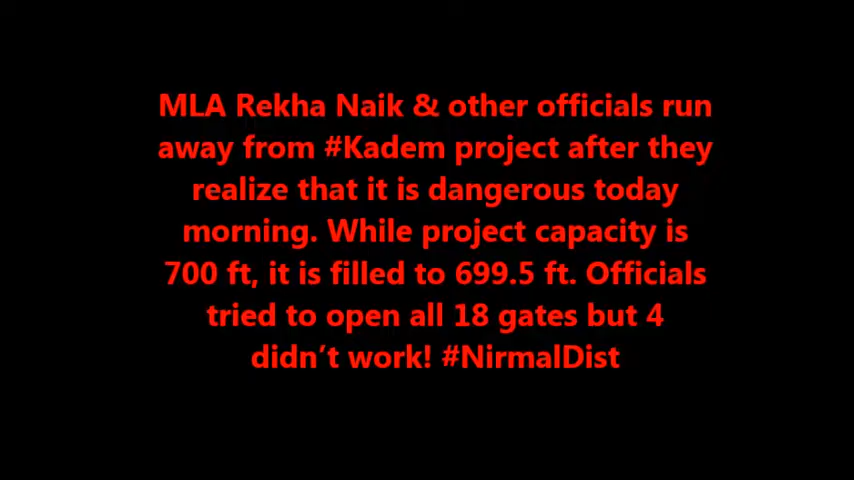 MLA Rekha Naik & other officials run
away from #Kadem project after they
realize that it is dangerous today
morning. While project capacity is
700 ft, it is filled to 699.5 ft. Officials
tried to open all 18 gates but 4
didn’t work! #NirmalDist